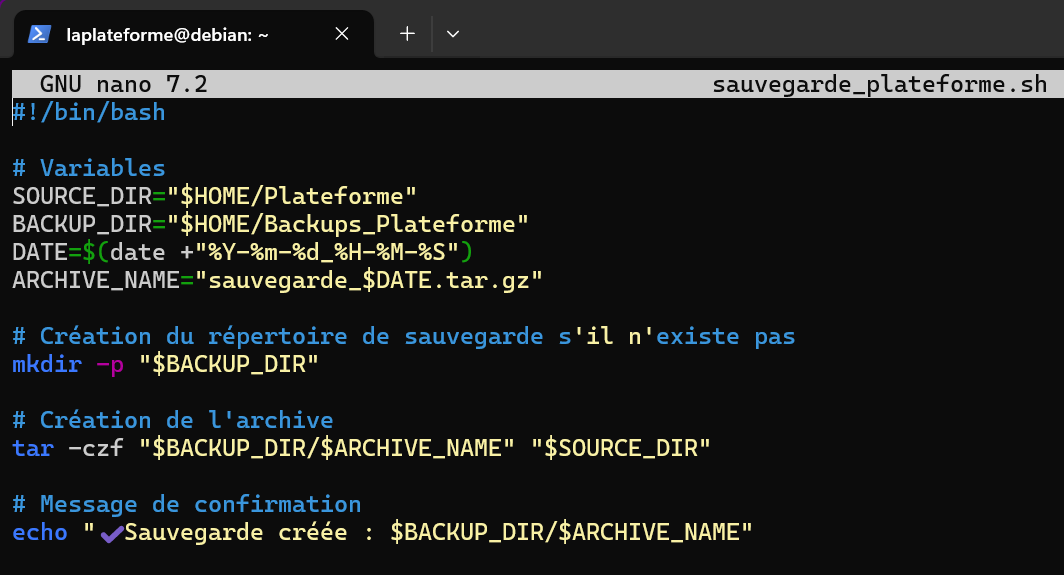 laplateforme@debian: ~
GNU nano 7.2 sauvegarde_plateforme.sh
#!/bin/bash
# Variables
SOURCE_DIR="$HOME/Plateforme"
BACKUP_DIR="$HOME/Backups_Plateforme"
DATE=$(date +"%Y-%m-%d_%H-%M-%S")
ARCHIVE_NAME="sauvegarde_$DATE.tar.gz"
# Création du répertoire de sauvegarde s'il n'existe pas
mkdir -p "$BACKUP_DIR"
# Création de l'archive
tar -czf "$BACKUP_DIR/$ARCHIVE_NAME" "$SOURCE_DIR"
# Message de confirmation
echo "✔Sauvegarde créée : $BACKUP_DIR/$ARCHIVE_NAME"